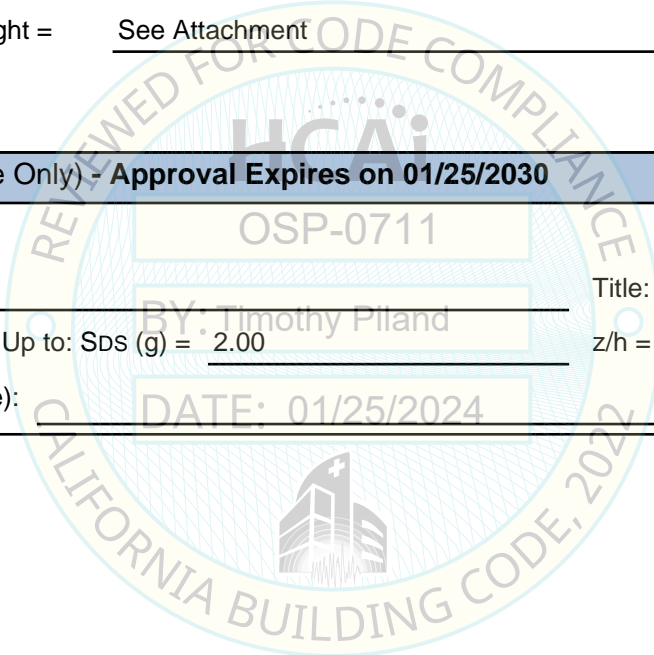 ght = See Attachment
REVIEWED FOR CODE COMPLIANCE
HCAi
e Only) - Approval Expires on 01/25/2030
OSP-0711
Title:
BY: Timothy Piland
Up to: SDS (g) = 2.00 z/h =
e):
DATE: 01/25/2024
CALIFORNIA BUILDING CODE, 2022